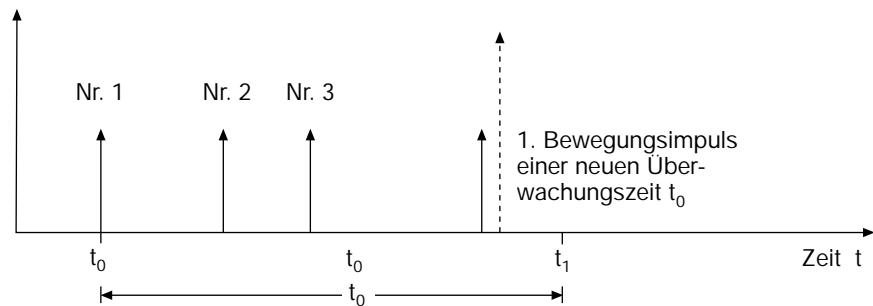 Nr. 1 Nr. 2 Nr. 3
1. Bewegungsimpuls
einer neuen Über-
wachungszeit t₀
t₀ t₀ t₁ Zeit t
t₀